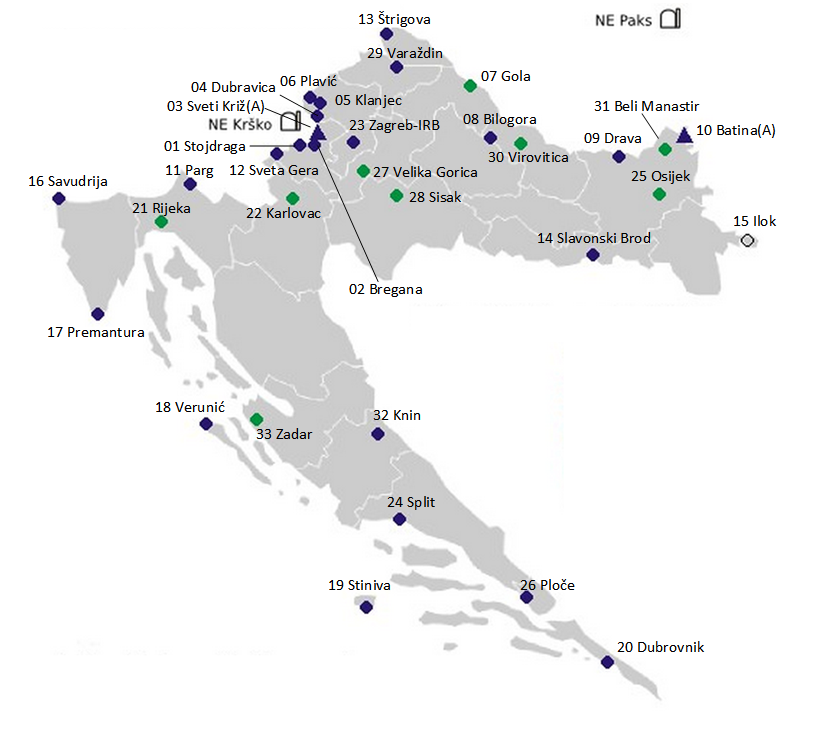 13 Štrigova
NE Paks
29 Varaždin
04 Dubravica
06 Plavić
07 Gola
03 Sveti Križ(A)
05 Klanjec
31 Beli Manastir
NE Krško
23 Zagreb-IRB
08 Bilogora
09 Drava
10 Batina(A)
01 Stojdraga
30 Virovitica
11 Parg
12 Sveta Gera
27 Velika Gorica
25 Osijek
16 Savudrija
28 Sisak
21 Rijeka
22 Karlovac
15 Ilok
14 Slavonski Brod
02 Bregana
17 Premantura
18 Verunić
32 Knin
33 Zadar
24 Split
19 Stiniva
26 Ploče
20 Dubrovnik